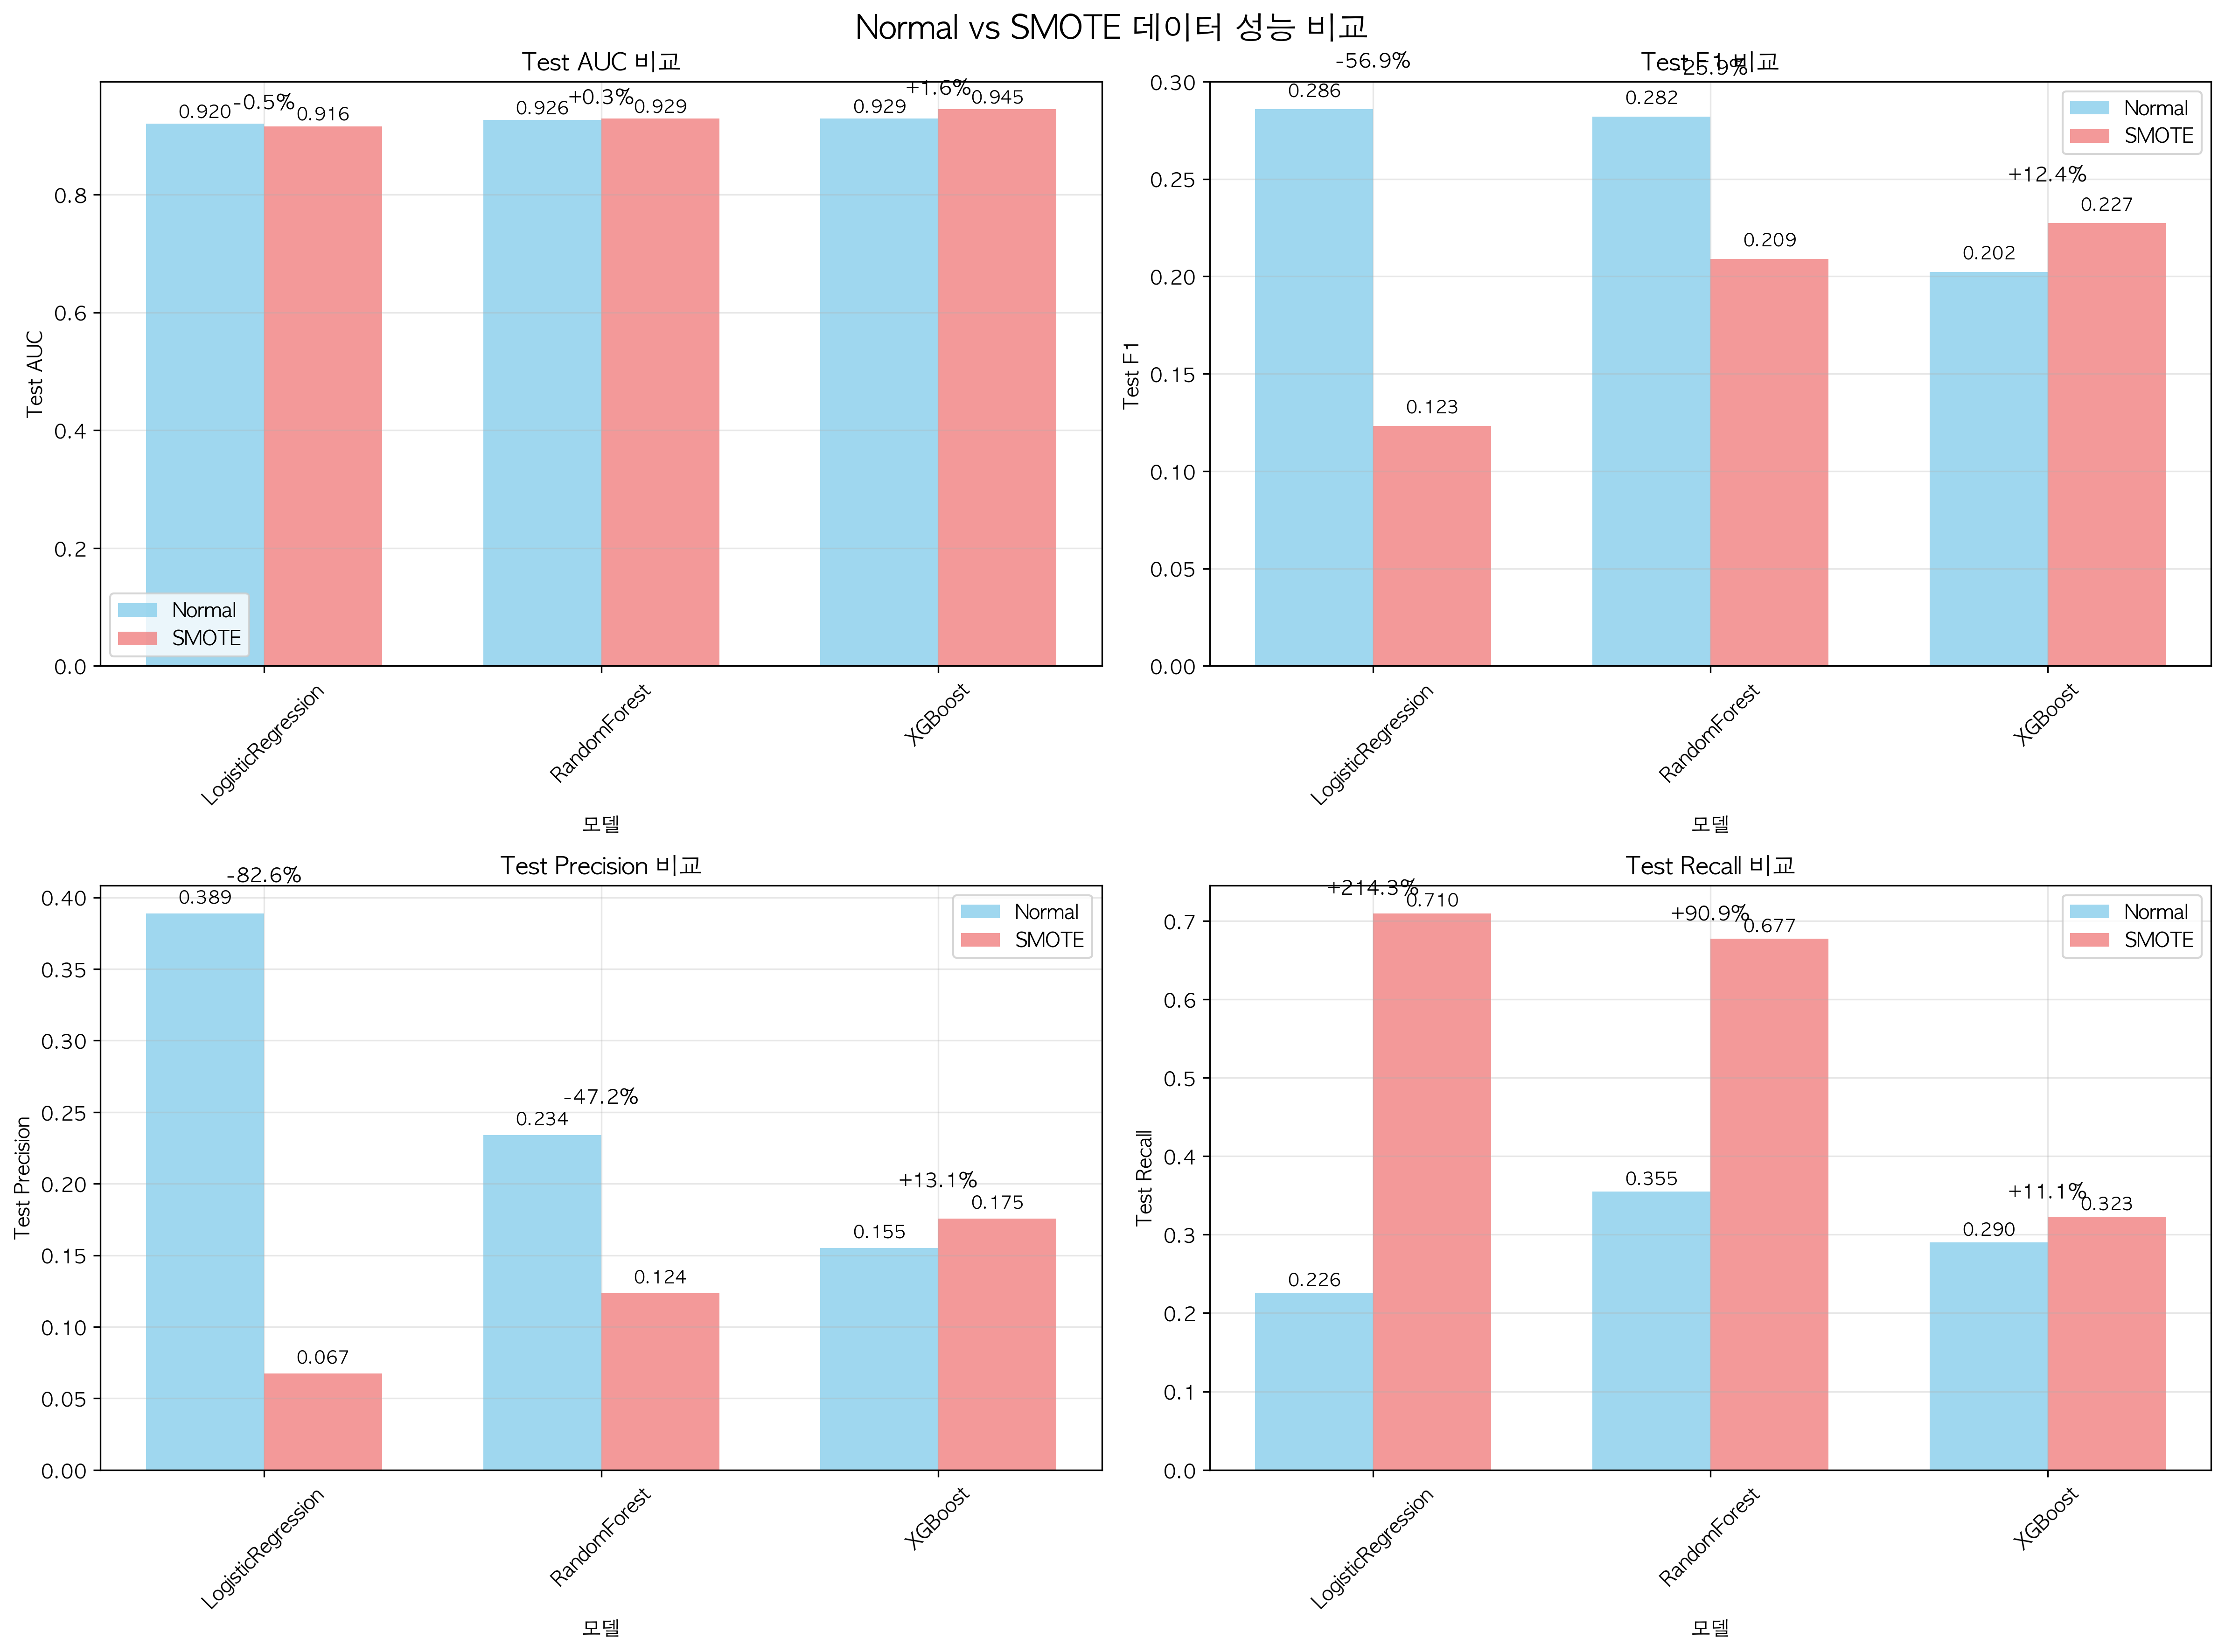 Normal vs SMOTE 데이터 성능 비교
Test AUC 비교
0.920
-0.5%
0.916
0.926
+0.3%
0.929
0.929
+1.6%
0.945
Test AUC
0.8
0.6
0.4
0.2
0.0
Normal
SMOTE
LogisticRegression
RandomForest
XGBoost
모델
Test F1 비교
-56.9%
-25.9%
0.286
0.123
0.282
0.209
+12.4%
0.202
0.227
Normal
SMOTE
Test F1
0.30
0.25
0.20
0.15
0.10
0.05
0.00
LogisticRegression
RandomForest
XGBoost
모델
Test Precision 비교
-82.6%
0.389
0.067
-47.2%
0.234
0.124
+13.1%
0.155
0.175
Normal
SMOTE
Test Precision
0.40
0.35
0.30
0.25
0.20
0.15
0.10
0.05
0.00
LogisticRegression
RandomForest
XGBoost
모델
Test Recall 비교
+214.3%
0.226
0.710
+90.9%
0.355
0.677
+11.1%
0.290
0.323
Normal
SMOTE
Test Recall
0.7
0.6
0.5
0.4
0.3
0.2
0.1
0.0
LogisticRegression
RandomForest
XGBoost
모델